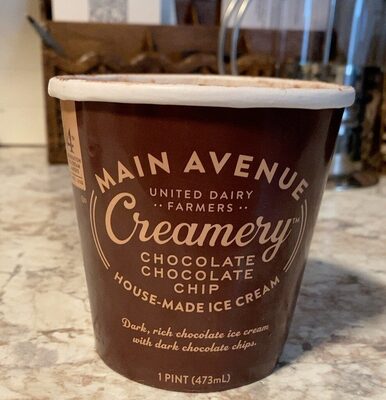 MAIN AVENUE
UNITED DAIRY
·· FARMERS ··
Creamery™
CHOCOLATE
CHOCOLATE
CHIP
HOUSE-MADE ICE CREAM
Dark, rich chocolate ice cream
with dark chocolate chips.
1 PINT (473mL)